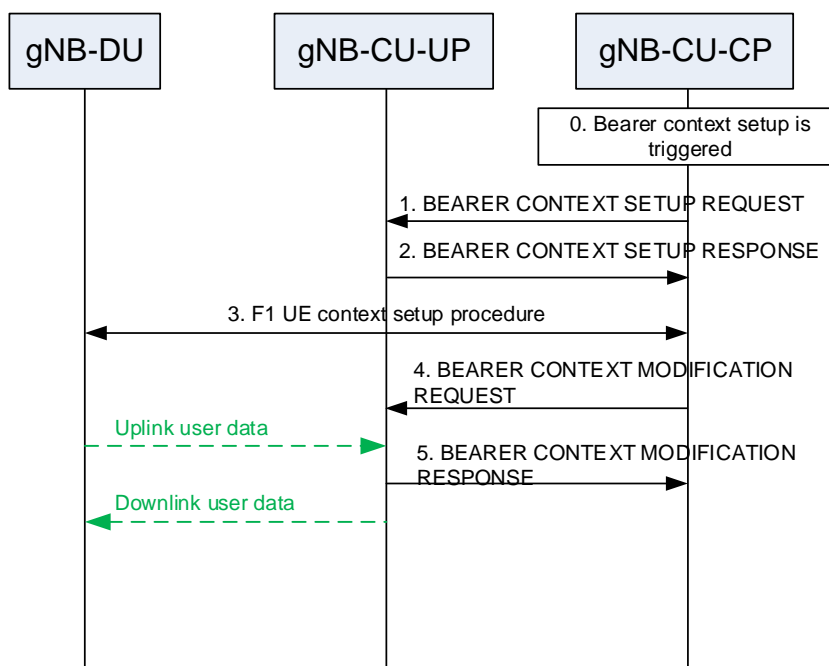 gNB-DU
gNB-CU-UP
gNB-CU-CP
0. Bearer context setup is
triggered
1. BEARER CONTEXT SETUP REQUEST
2. BEARER CONTEXT SETUP RESPONSE
3. F1 UE context setup procedure
4. BEARER CONTEXT MODIFICATION
REQUEST
Uplink user data
5. BEARER CONTEXT MODIFICATION
RESPONSE
Downlink user data